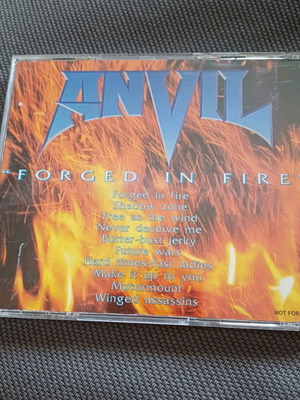 ANVIL
"FORGED IN FIRE
Forged in fire
Shadow zone
Free as the wind
Never deceive me
Butter-bust jerky
Future wars
Hard times-fast ladies
Make it up to you
Motormount
Winged assassins
NOT FOR